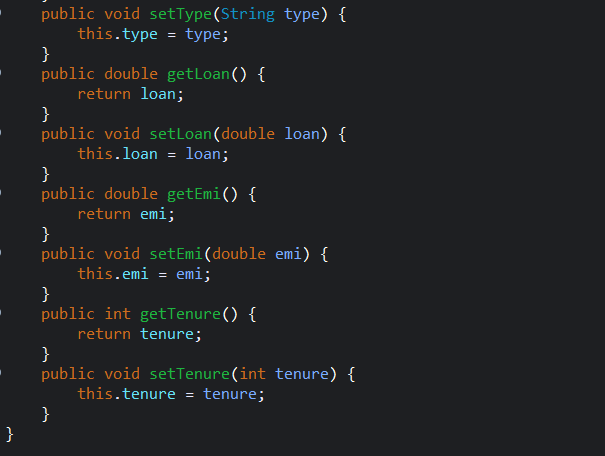 public void setType(String type) {
this.type = type;
}
public double getLoan() {
return loan;
}
public void setLoan(double loan) {
this.loan = loan;
}
public double getEmi() {
return emi;
}
public void setEmi(double emi) {
this.emi = emi;
}
public int getTenure() {
return tenure;
}
public void setTenure(int tenure) {
this.tenure = tenure;
}
}